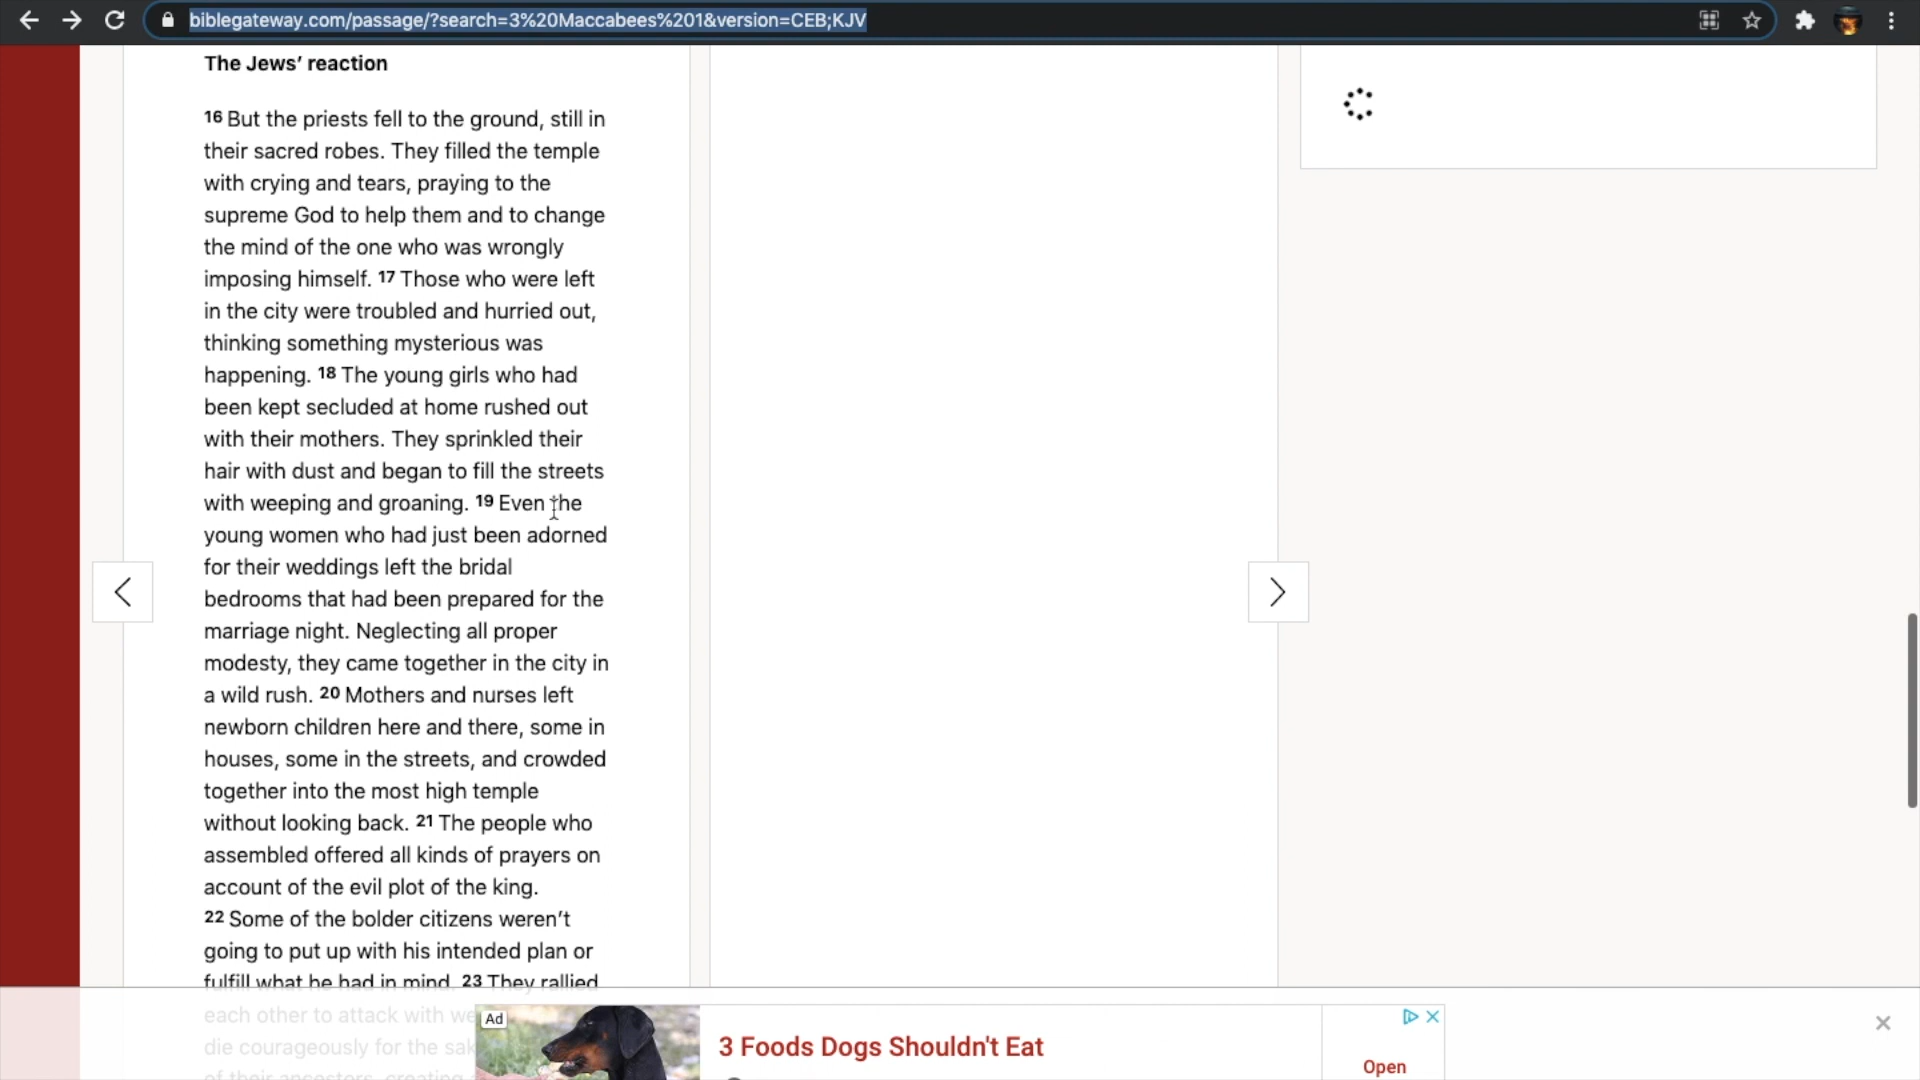 biblegateway.com/passage/?search=3%20Maccabees%201&version=CEB;KJV
The Jews’ reaction
16 But the priests fell to the ground, still in
their sacred robes. They filled the temple
with crying and tears, praying to the
supreme God to help them and to change
the mind of the one who was wrongly
imposing himself. 17 Those who were left
in the city were troubled and hurried out,
thinking something mysterious was
happening. 18 The young girls who had
been kept secluded at home rushed out
with their mothers. They sprinkled their
hair with dust and began to fill the streets
with weeping and groaning. 19 Even the
young women who had just been adorned
for their weddings left the bridal
bedrooms that had been prepared for the
marriage night. Neglecting all proper
modesty, they came together in the city in
a wild rush. 20 Mothers and nurses left
newborn children here and there, some in
houses, some in the streets, and crowded
together into the most high temple
without looking back. 21 The people who
assembled offered all kinds of prayers on
account of the evil plot of the king.
22 Some of the bolder citizens weren’t
going to put up with his intended plan or
fulfill what he had in mind. 23 They rallied
each other to attack with we
die courageously for the sak
of their ancestors, creating
Ad
3 Foods Dogs Shouldn't Eat
Open